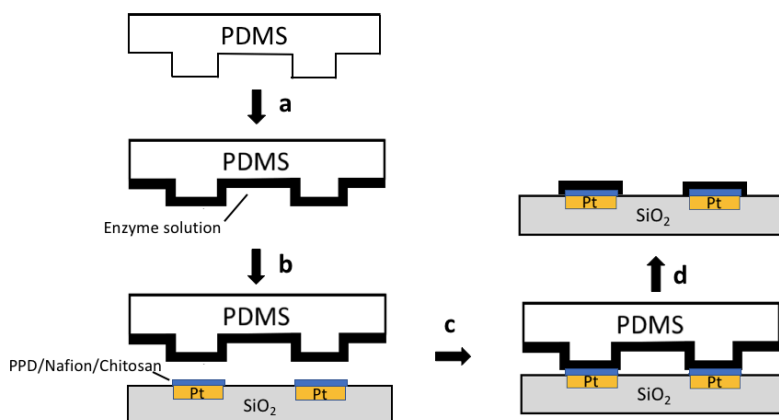 PDMS
a
PDMS
Enzyme solution
b
PDMS
PPD/Nafion/Chitosan
Pt
Pt
SiO₂
c
PDMS
Pt
Pt
SiO₂
d
Pt
Pt
SiO₂